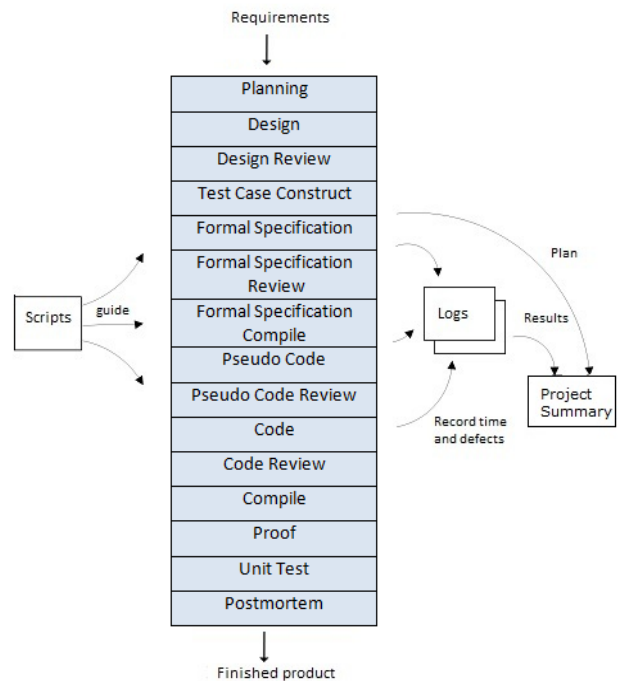 Requirements
Planning
Design
Design Review
Test Case Construct
Formal Specification
Formal Specification
Review
Formal Specification
Compile
Pseudo Code
Pseudo Code Review
Code
Code Review
Compile
Proof
Unit Test
Postmortem
Finished product
Scripts
guide
Logs
Record time
and defects
Plan
Results
Project
Summary